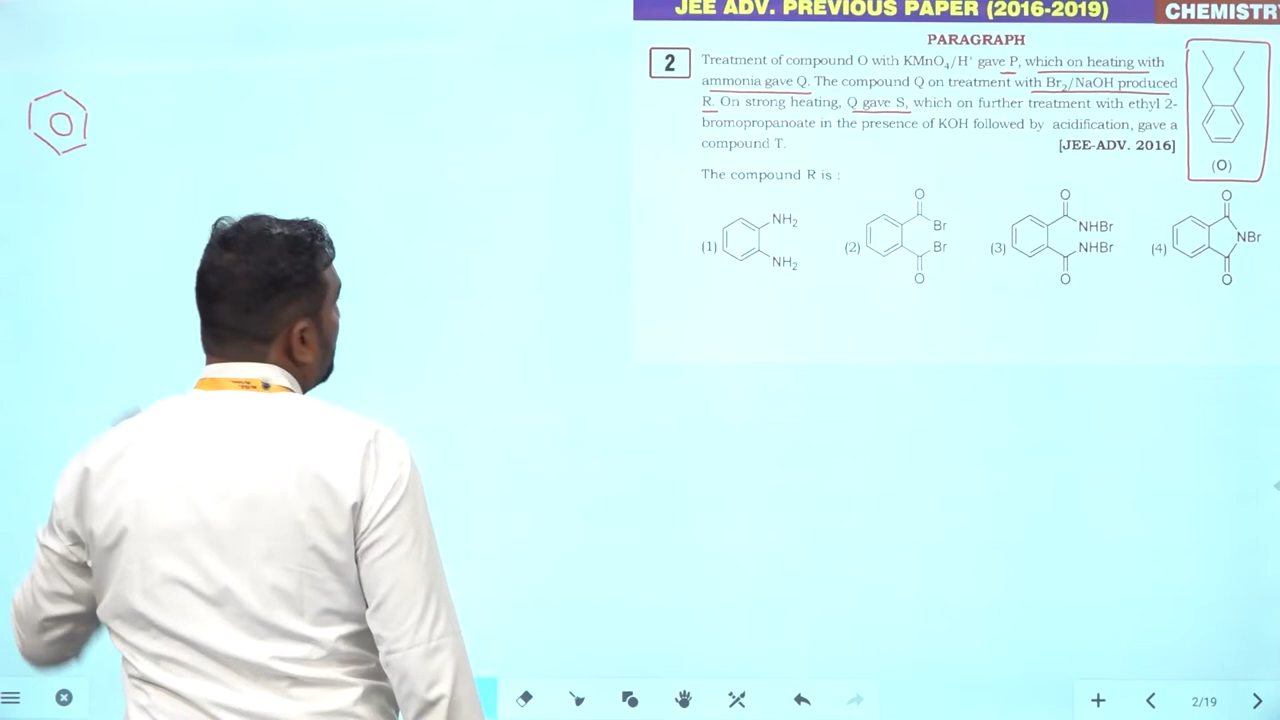 JEE ADV. PREVIOUS PAPER (2016-2019)
CHEMISTR
PARAGRAPH
2
Treatment of compound O with KMnO₄/H⁺ gave P, which on heating with
ammonia gave Q. The compound Q on treatment with Br₂/NaOH produced
R. On strong heating, Q gave S, which on further treatment with ethyl 2-
bromopropanoate in the presence of KOH followed by acidification, gave a
compound T.
[JEE-ADV. 2016]
(O)
The compound R is :
(1) NH₂ NH₂
(2) O Br Br O
(3) O NHBr NHBr O
(4) O NBr O
2/19